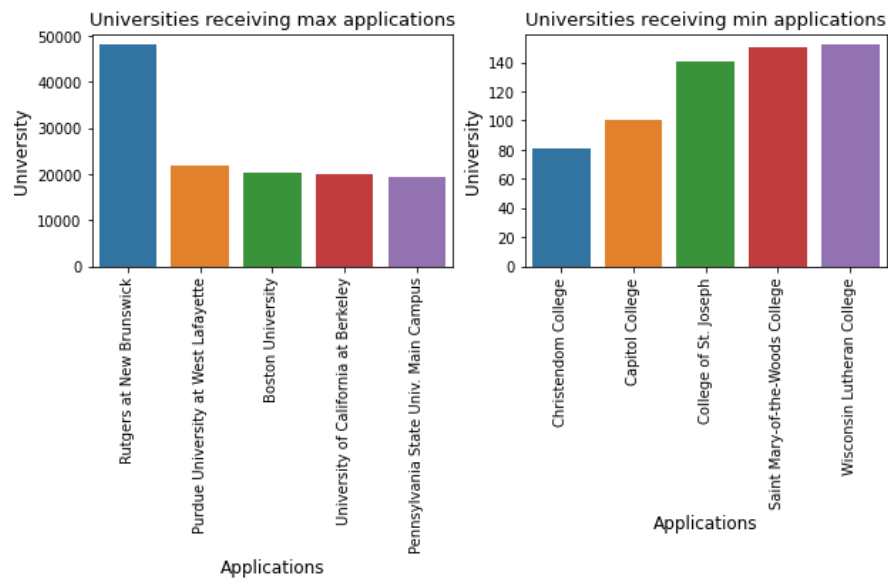 Universities receiving max applications
University
50000
40000
30000
20000
10000
0
Rutgers at New Brunswick
Purdue University at West Lafayette
Boston University
University of California at Berkeley
Pennsylvania State Univ. Main Campus
Applications
Universities receiving min applications
University
140
120
100
80
60
40
20
0
Christendom College
Capitol College
College of St. Joseph
Saint Mary-of-the-Woods College
Wisconsin Lutheran College
Applications